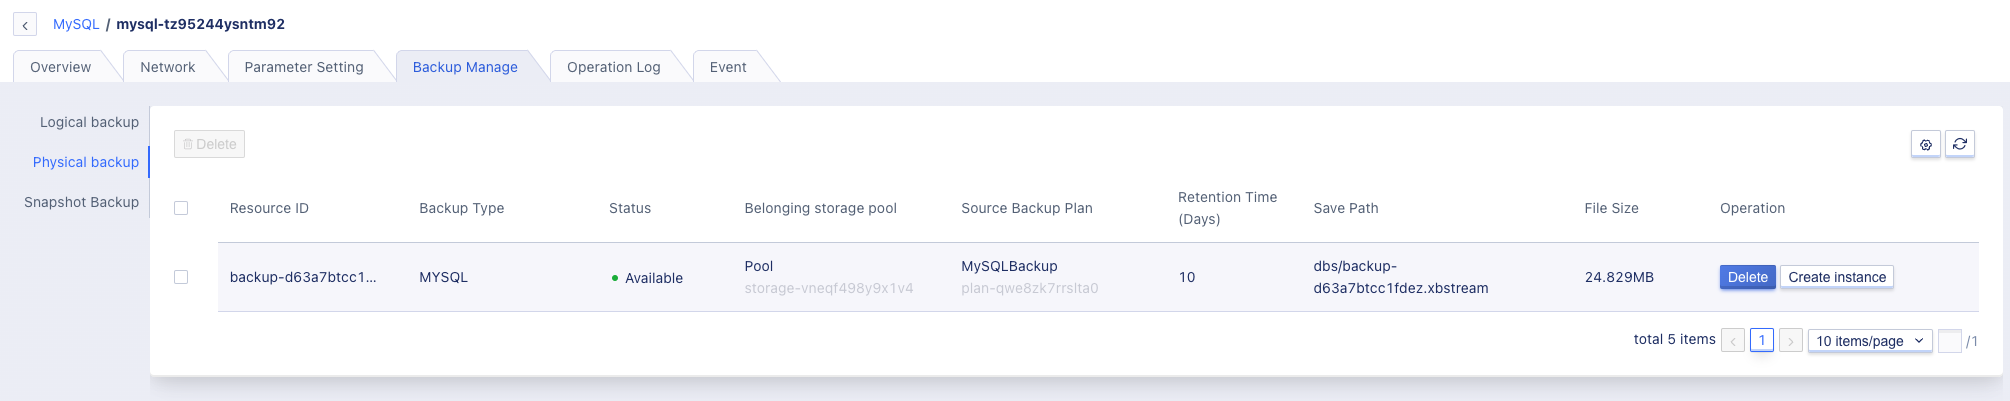 MySQL / mysql-tz95244ysntm92
Overview
Network
Parameter Setting
Backup Manage
Operation Log
Event
Logical backup
Physical backup
Snapshot Backup
Delete
Resource ID
Backup Type
Status
Belonging storage pool
Source Backup Plan
Retention Time
(Days)
Save Path
File Size
Operation
backup-d63a7btcc1...
MYSQL
Available
Pool
storage-vneqf498y9x1v4
MySQLBackup
plan-qwe8zk7rrslta0
10
dbs/backup-
d63a7btcc1fdez.xbstream
24.829MB
Delete
Create instance
total 5 items
1
10 items/page
/1